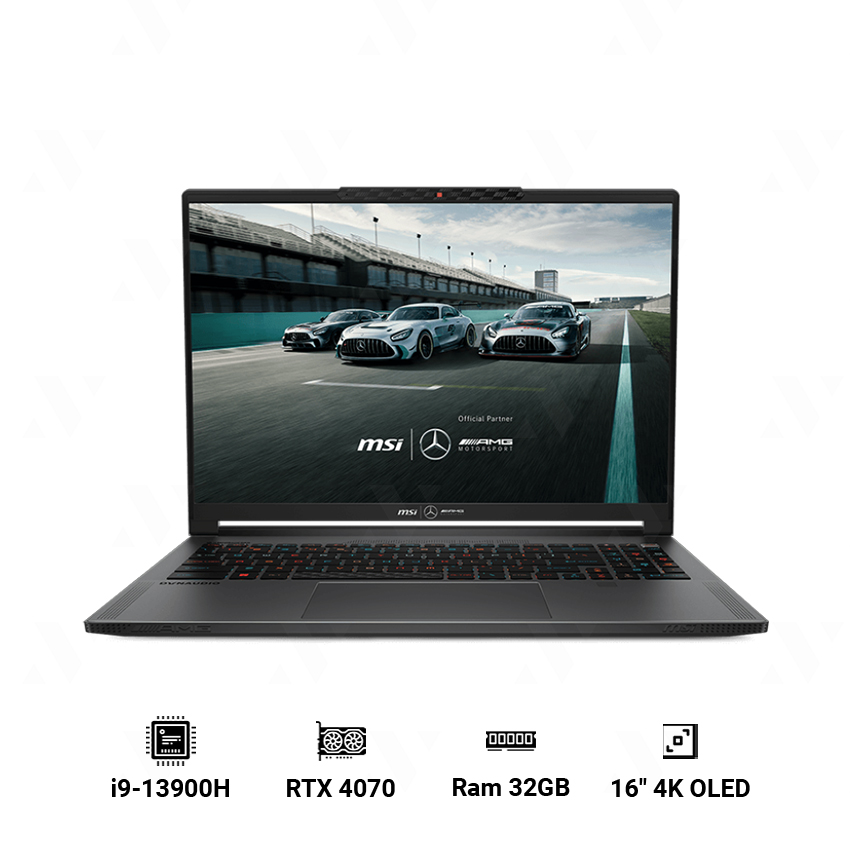 Official Partner
msi AMG
MOTORSPORT
msi AMG
DYNAUDIO
i9-13900H
RTX 4070
Ram 32GB
16" 4K OLED